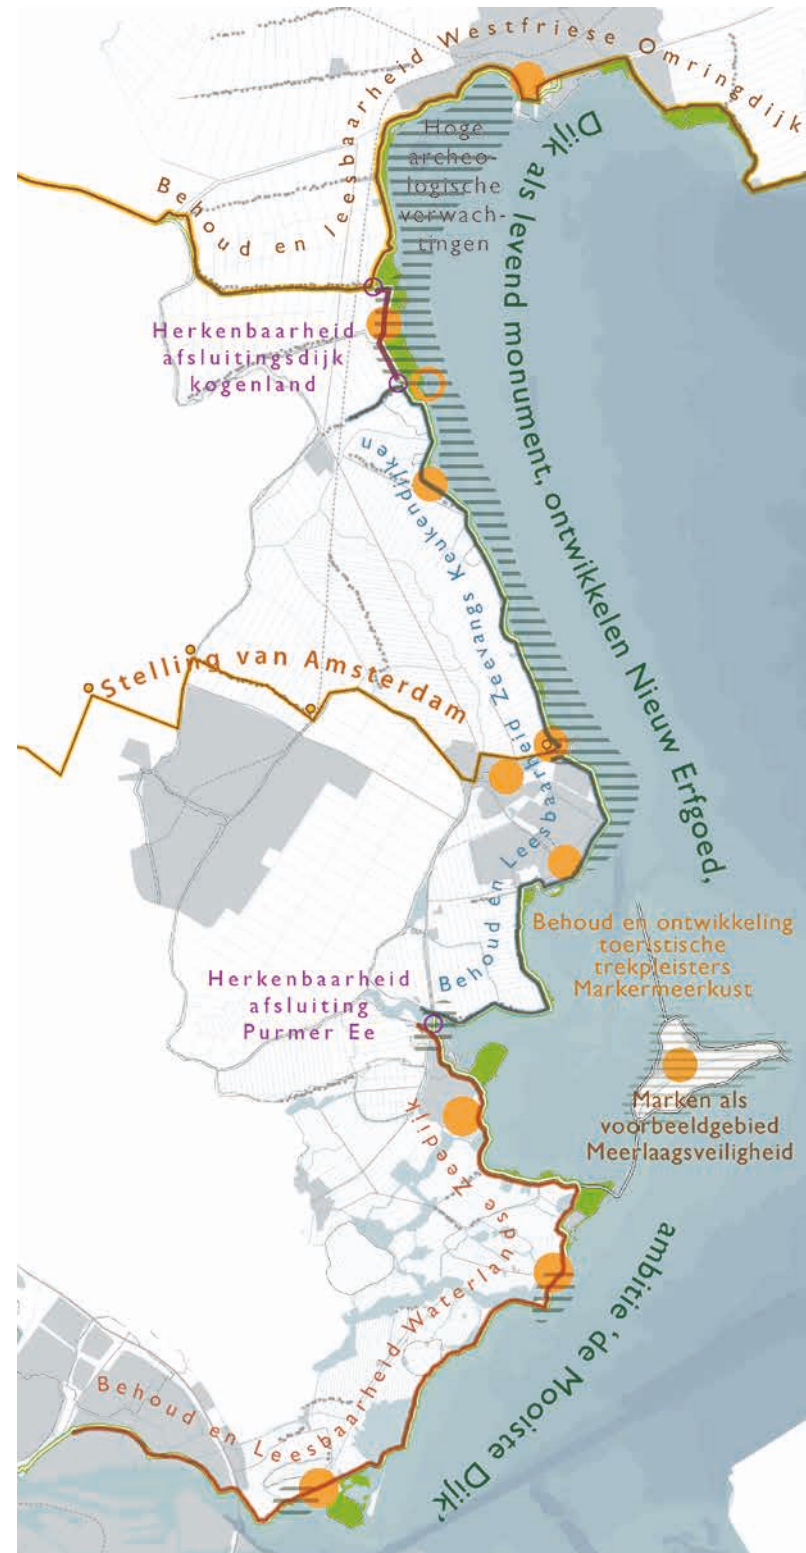 Behoud en leesbaarheid Westfriese Omringdijk
Hoge
archeo-
logische
verwach-
tingen
Dijk als levend monument, ontwikkelen Nieuw Erfgoed,
Herkenbaarheid
afsluitingsdijk
kogenland
Behoud en Leesbaarheid Zeevangs Keukendijken
Stelling van Amsterdam
Behoud en ontwikkeling
toeristische
trekpleisters
Markermeerkust
Herkenbaarheid
afsluiting
Purmer Ee
Marken als
voorbeeldgebied
Meerlaagsveiligheid
Behoud en Leesbaarheid Waterlandse Zeedijk
ambitie 'de Mooiste Dijk'